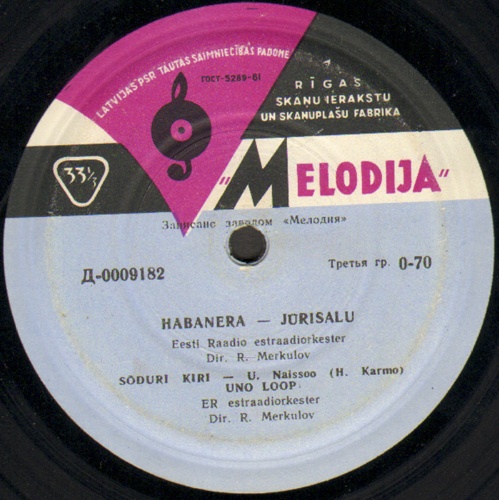 LATVIJAS PSR TAUTAS SAIMNIECĪBAS PADOME
ГОСТ-5289-61
RĪGAS
SKAŅU IERAKSTU
UN SKAŅUPLAŠU FABRIKA
33⅓
"MELODIJA"
Записано заводом «Мелодия»
Д-0009182
Третья гр. 0-70
HABANERA — JŪRISALU
Eesti Raadio estraadiorkester
Dir. R. Merkulov
SÕDURI KIRI — U. Naissoo (H. Karmo)
UNO LOOP
ER estraadiorkester
Dir. R. Merkulov